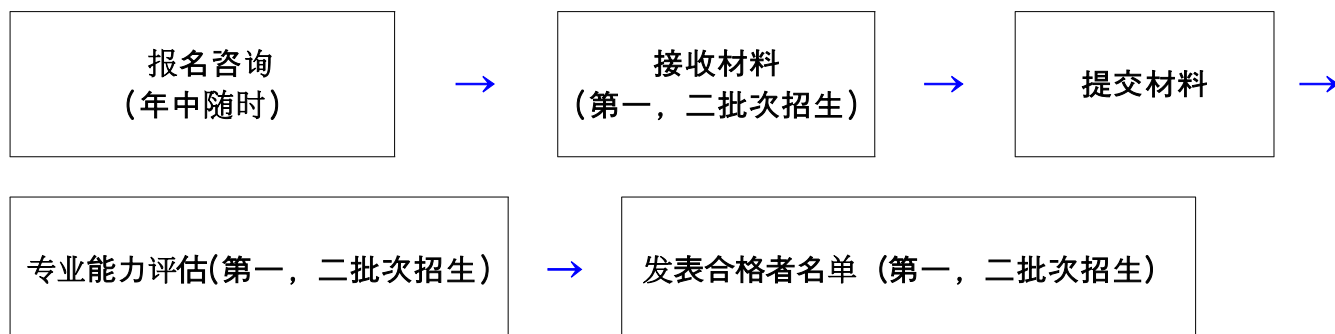 报名咨询
(年中随时)
→
接收材料
(第一，二批次招生)
→
提交材料
→
专业能力评估(第一，二批次招生)
→
发表合格者名单 (第一，二批次招生)